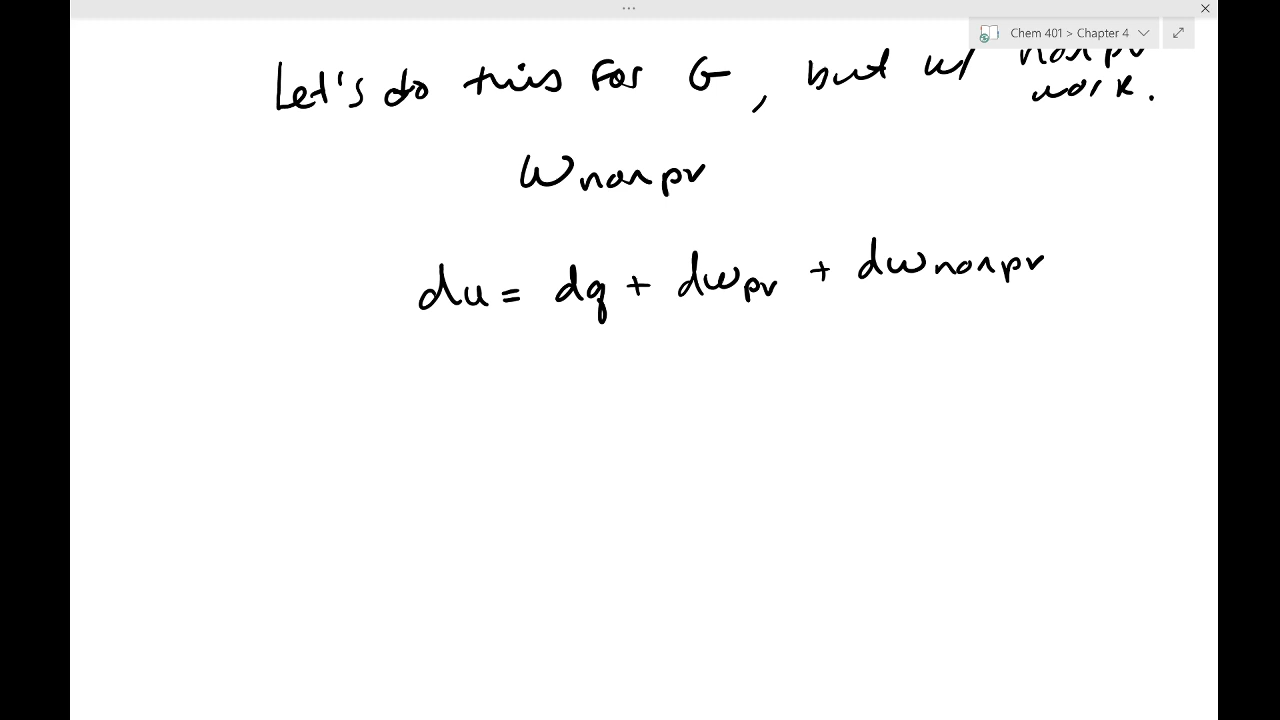 Chem 401 > Chapter 4
Let's do this for G, but w/ nonpv
work.
wnonpv
du = dq + dwpv + dwnonpv